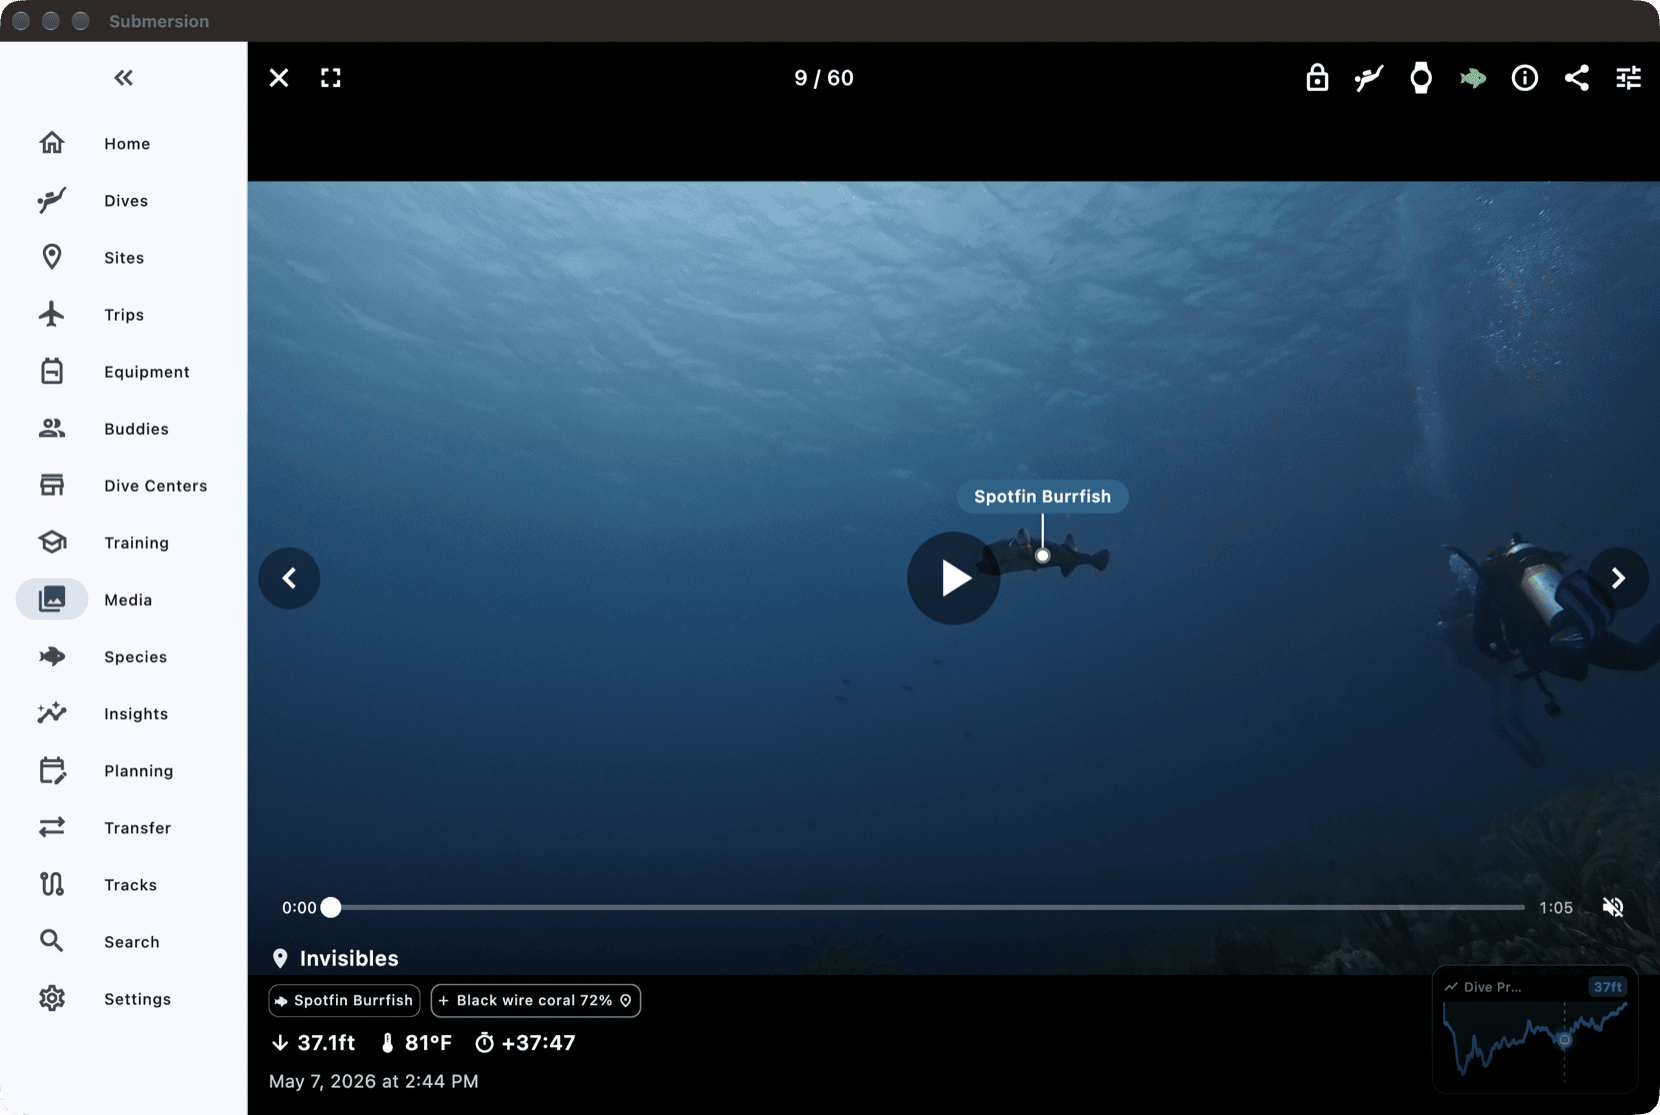 Submersion
9 / 60
Home
Dives
Sites
Trips
Equipment
Buddies
Dive Centers
Training
Media
Species
Insights
Planning
Transfer
Tracks
Search
Settings
Spotfin Burrfish
0:00
1:05
Invisibles
Spotfin Burrfish
+ Black wire coral 72%
37.1ft 81°F +37:47
May 7, 2026 at 2:44 PM
Dive Pr... 37ft